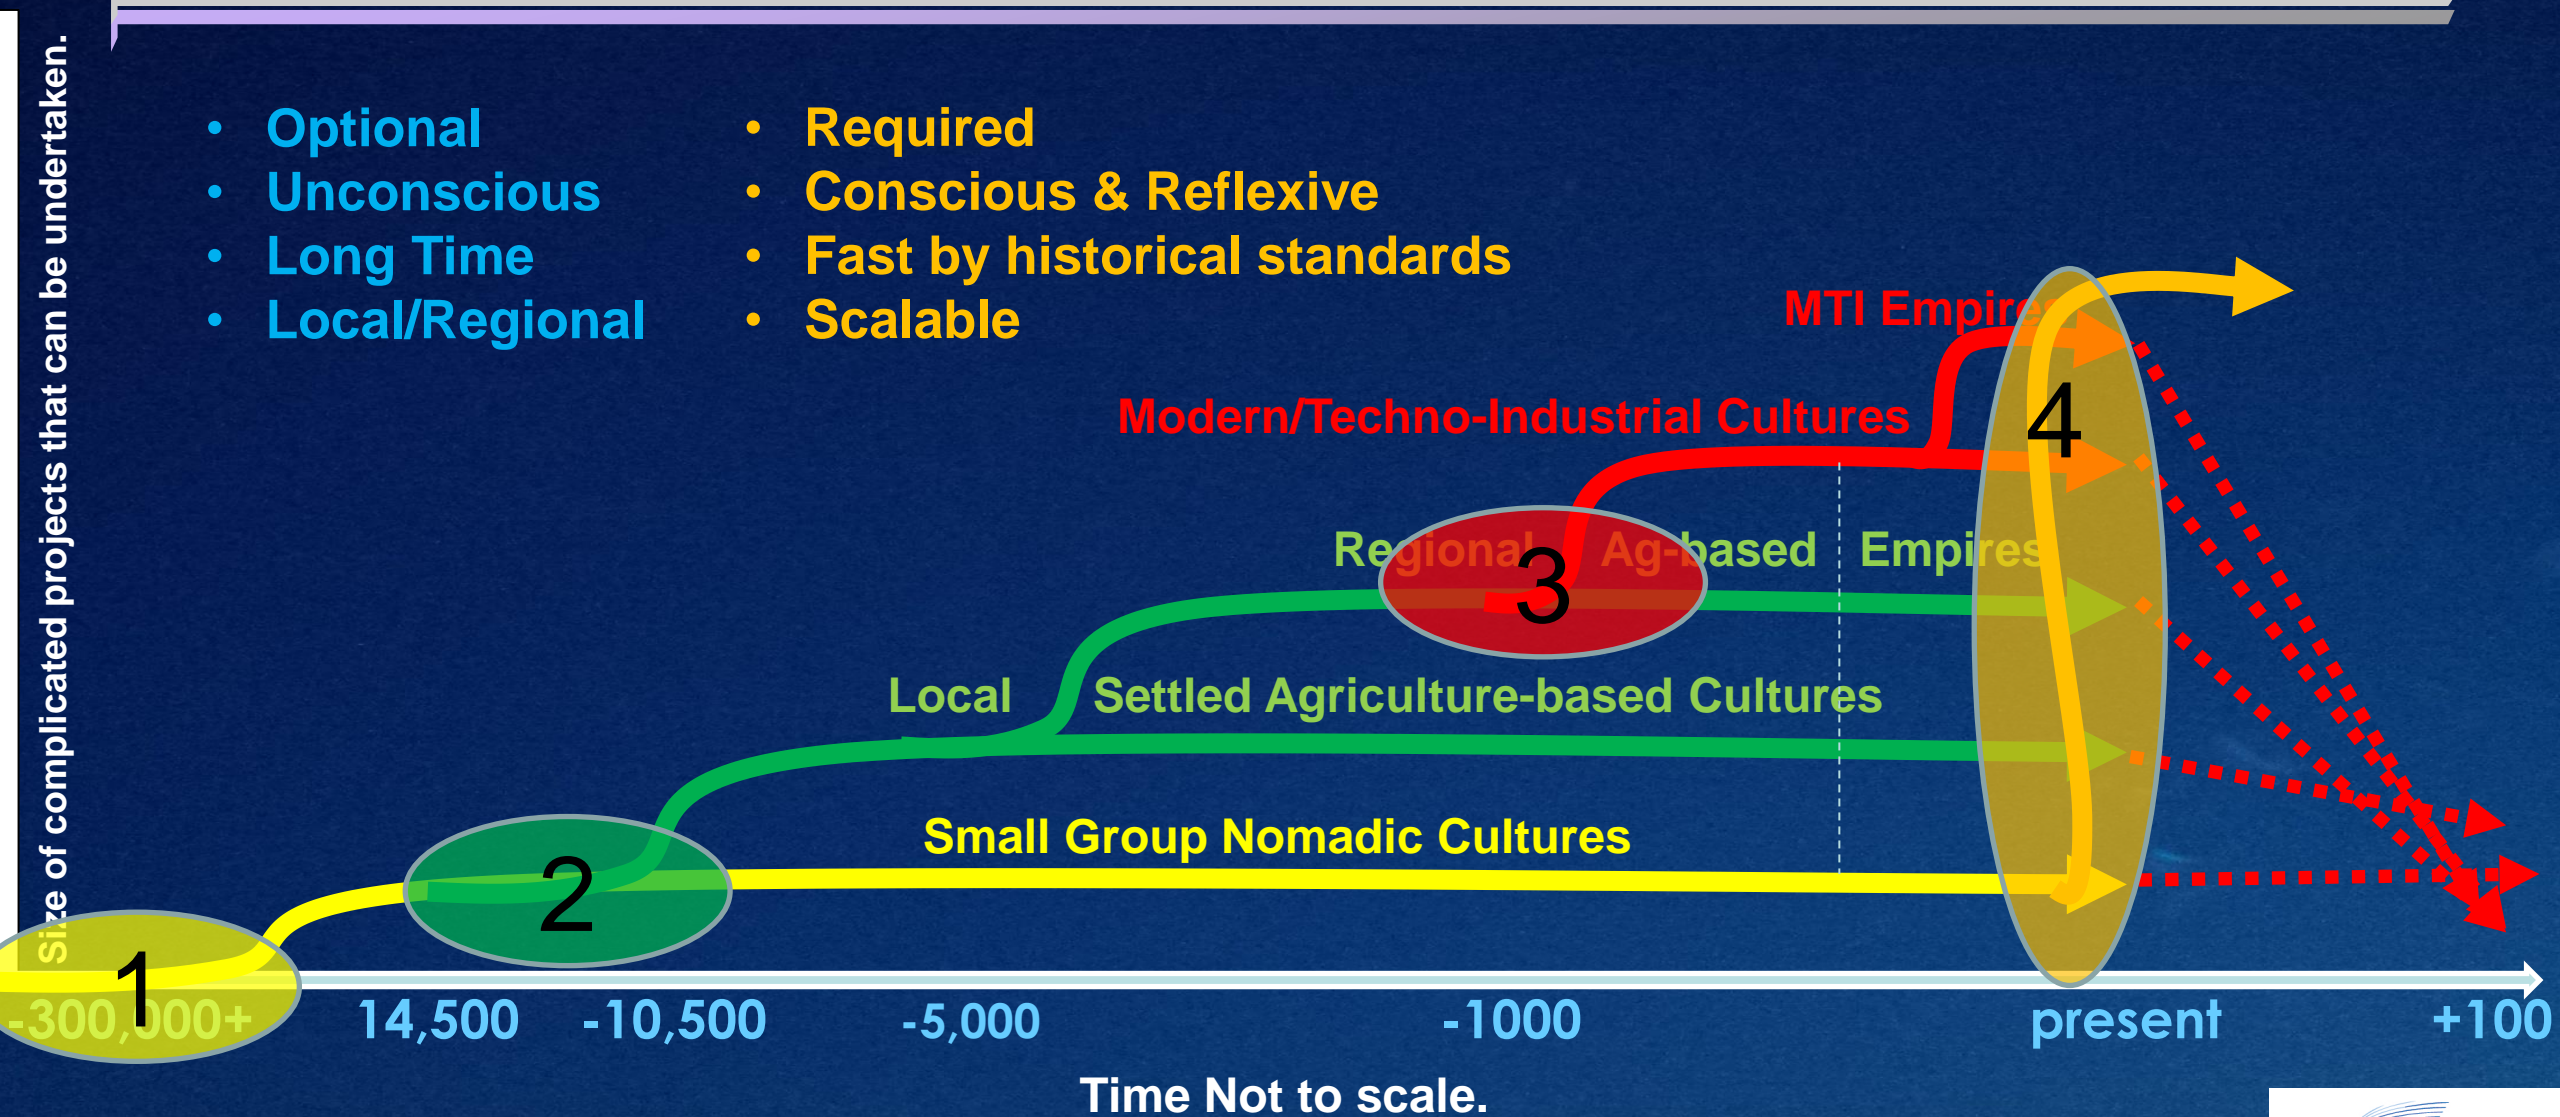 Size of complicated projects that can be undertaken.
• Optional
• Unconscious
• Long Time
• Local/Regional
• Required
• Conscious & Reflexive
• Fast by historical standards
• Scalable
MTI Empires
4
Modern/Techno-Industrial Cultures
Regional Ag-based Empires
3
Local Settled Agriculture-based Cultures
Small Group Nomadic Cultures
2
1
-300,000+ 14,500 -10,500 -5,000 -1000 present +100
Time Not to scale.